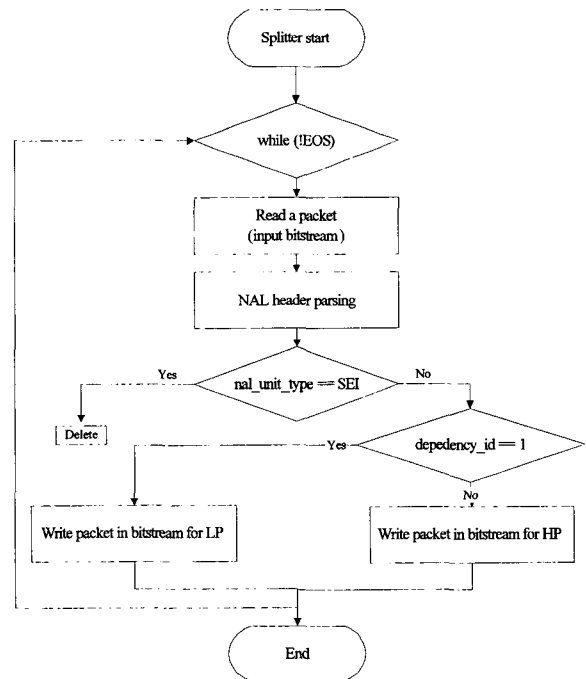 Splitter start
while (!EOS)
Read a packet
(input bitstream)
NAL header parsing
Yes
nal_unit_type == SEI
No
Delete
Yes
depedency_id == 1
No
Write packet in bitstream for LP
Write packet in bitstream for HP
End